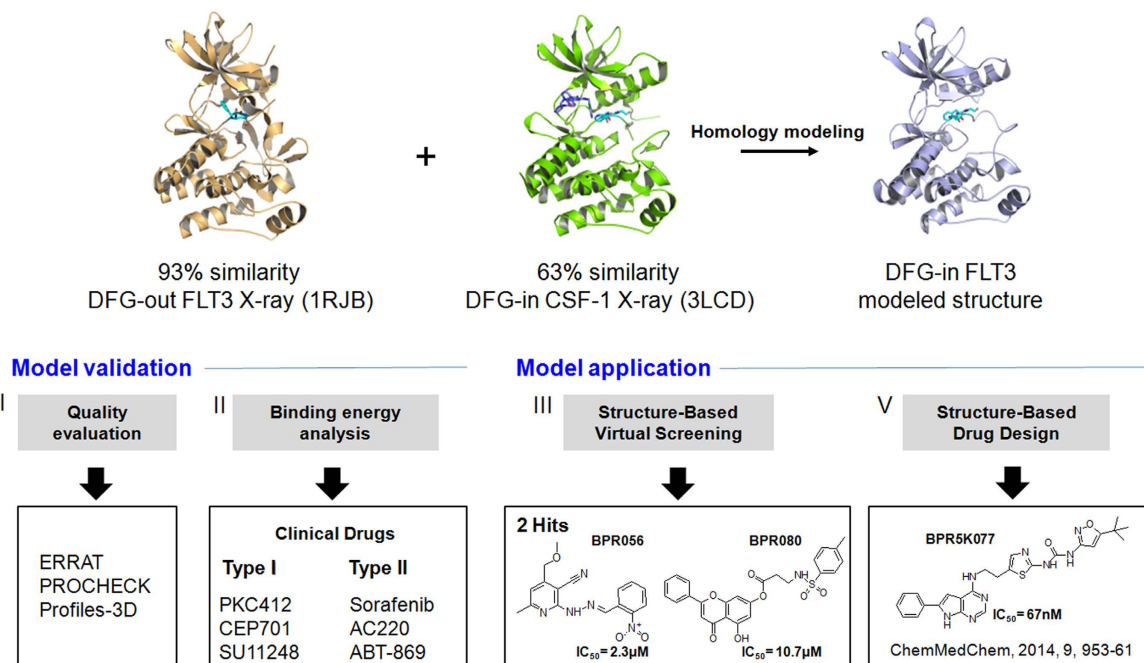 +
Homology modeling
93% similarity
DFG-out FLT3 X-ray (1RJB)
63% similarity
DFG-in CSF-1 X-ray (3LCD)
DFG-in FLT3
modeled structure
Model validation
Model application
I
Quality
evaluation
II
Binding energy
analysis
III
Structure-Based
Virtual Screening
V
Structure-Based
Drug Design
ERRAT
PROCHECK
Profiles-3D
Clinical Drugs
Type I Type II
PKC412 Sorafenib
CEP701 AC220
SU11248 ABT-869
2 Hits
BPR056
IC50= 2.3μM
BPR080
IC50= 10.7μM
BPR5K077
IC50= 67nM
ChemMedChem, 2014, 9, 953-61